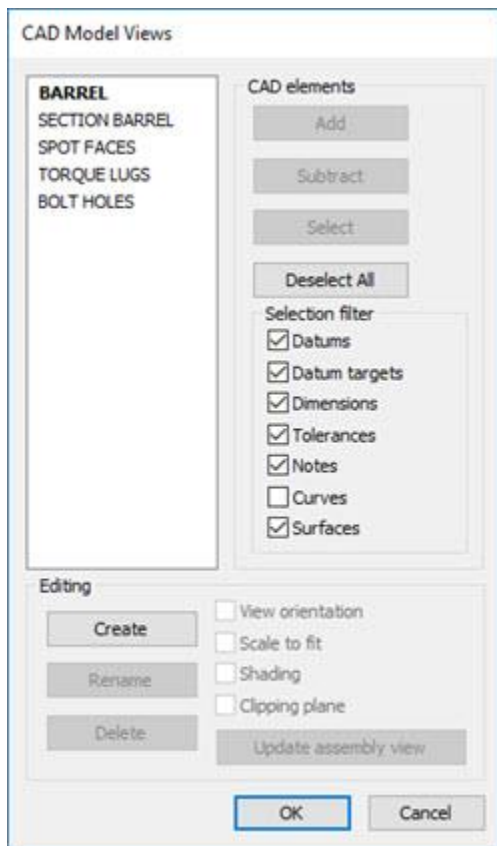 CAD Model Views
BARREL
SECTION BARREL
SPOT FACES
TORQUE LUGS
BOLT HOLES
CAD elements
Add
Subtract
Select
Deselect All
Selection filter
Datums
Datum targets
Dimensions
Tolerances
Notes
Curves
Surfaces
Editing
Create
Rename
Delete
View orientation
Scale to fit
Shading
Clipping plane
Update assembly view
OK
Cancel